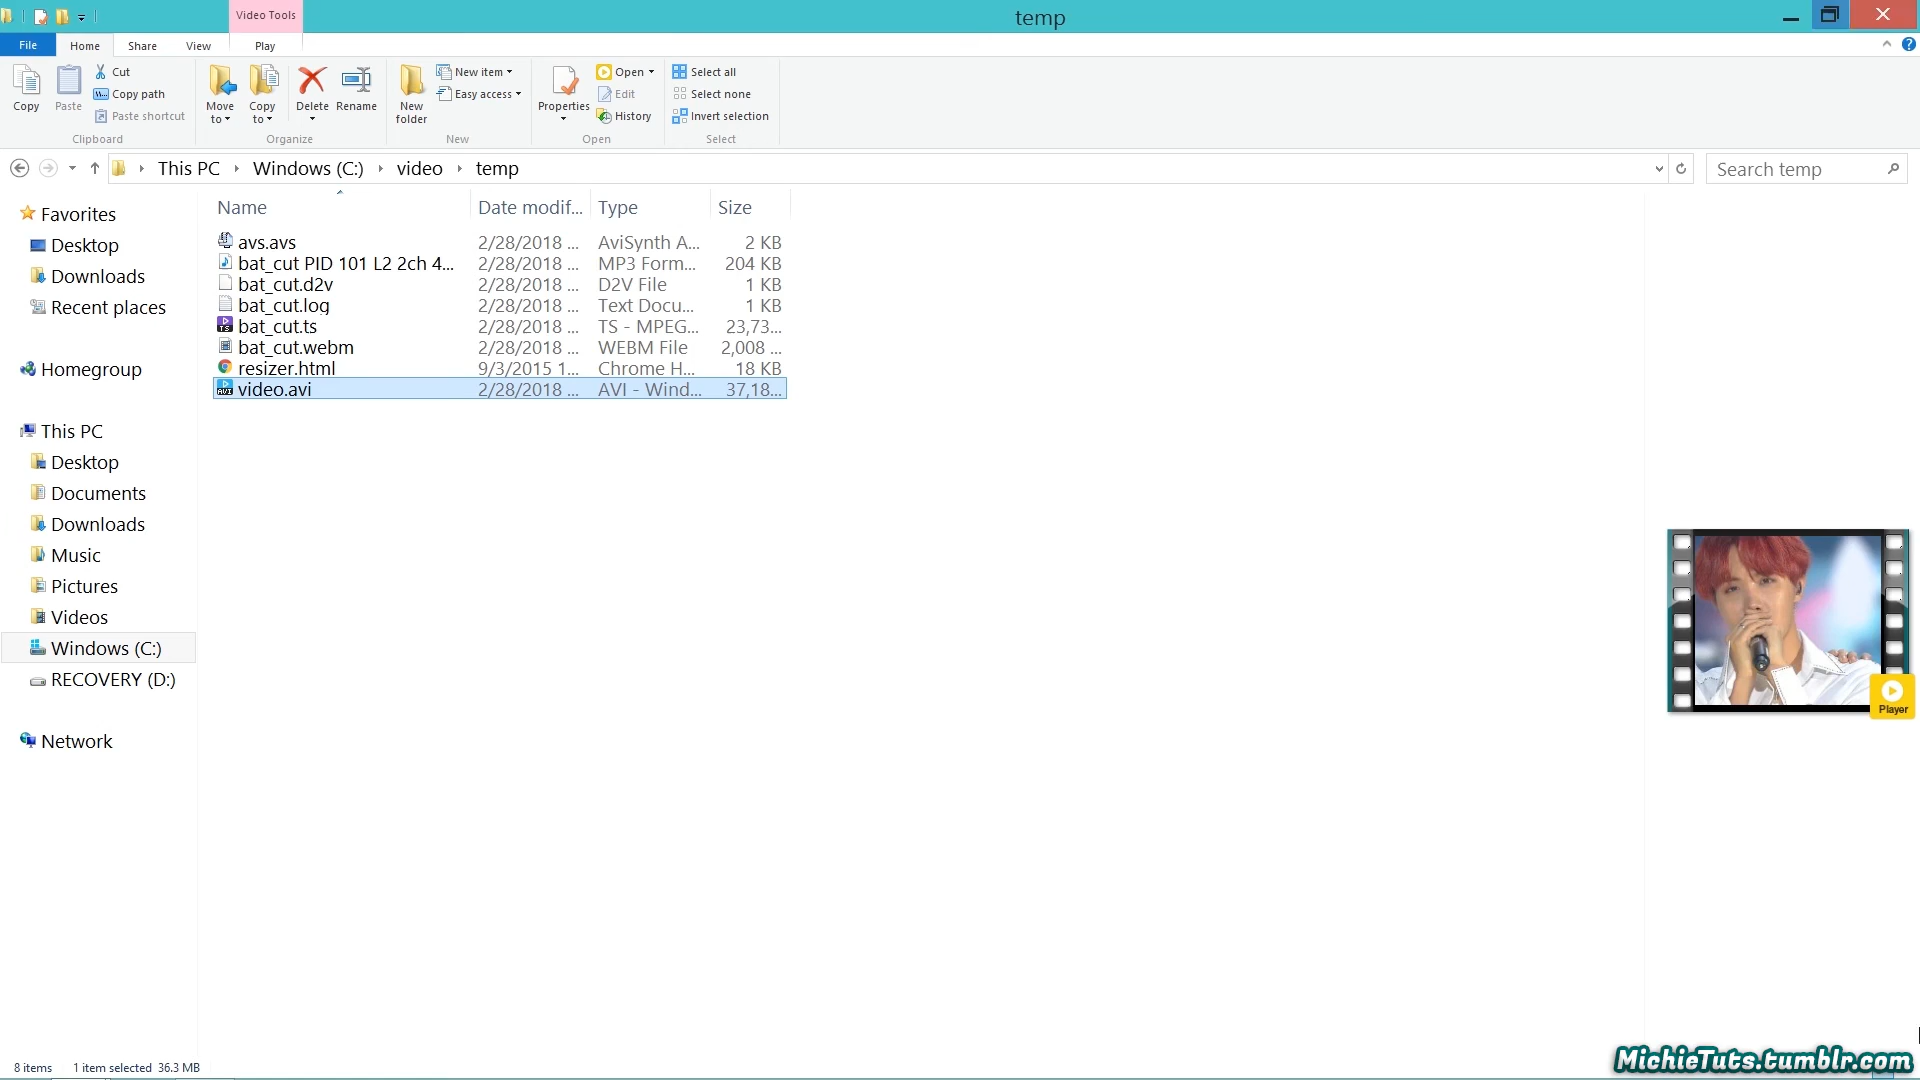 Video Tools
temp
File Home Share View Play
Copy
Paste
Cut
Copy path
Paste shortcut
Clipboard
Move to
Copy to
Delete
Rename
Organize
New folder
New item
Easy access
New
Properties
Open
Edit
History
Open
Select all
Select none
Invert selection
Select
This PC Windows (C:) video temp
Search temp
Favorites
Desktop
Downloads
Recent places
Homegroup
This PC
Desktop
Documents
Downloads
Music
Pictures
Videos
Windows (C:)
RECOVERY (D:)
Network
Name Date modif... Type Size
avs.avs 2/28/2018 ... AviSynth A... 2 KB
bat_cut PID 101 L2 2ch 4... 2/28/2018 ... MP3 Form... 204 KB
bat_cut.d2v 2/28/2018 ... D2V File 1 KB
bat_cut.log 2/28/2018 ... Text Docu... 1 KB
bat_cut.ts 2/28/2018 ... TS - MPEG... 23,73...
bat_cut.webm 2/28/2018 ... WEBM File 2,008 ...
resizer.html 9/3/2015 1... Chrome H... 18 KB
video.avi 2/28/2018 ... AVI - Wind... 37,18...
Player
8 items 1 item selected 36.3 MB
MichieTuts.tumblr.com